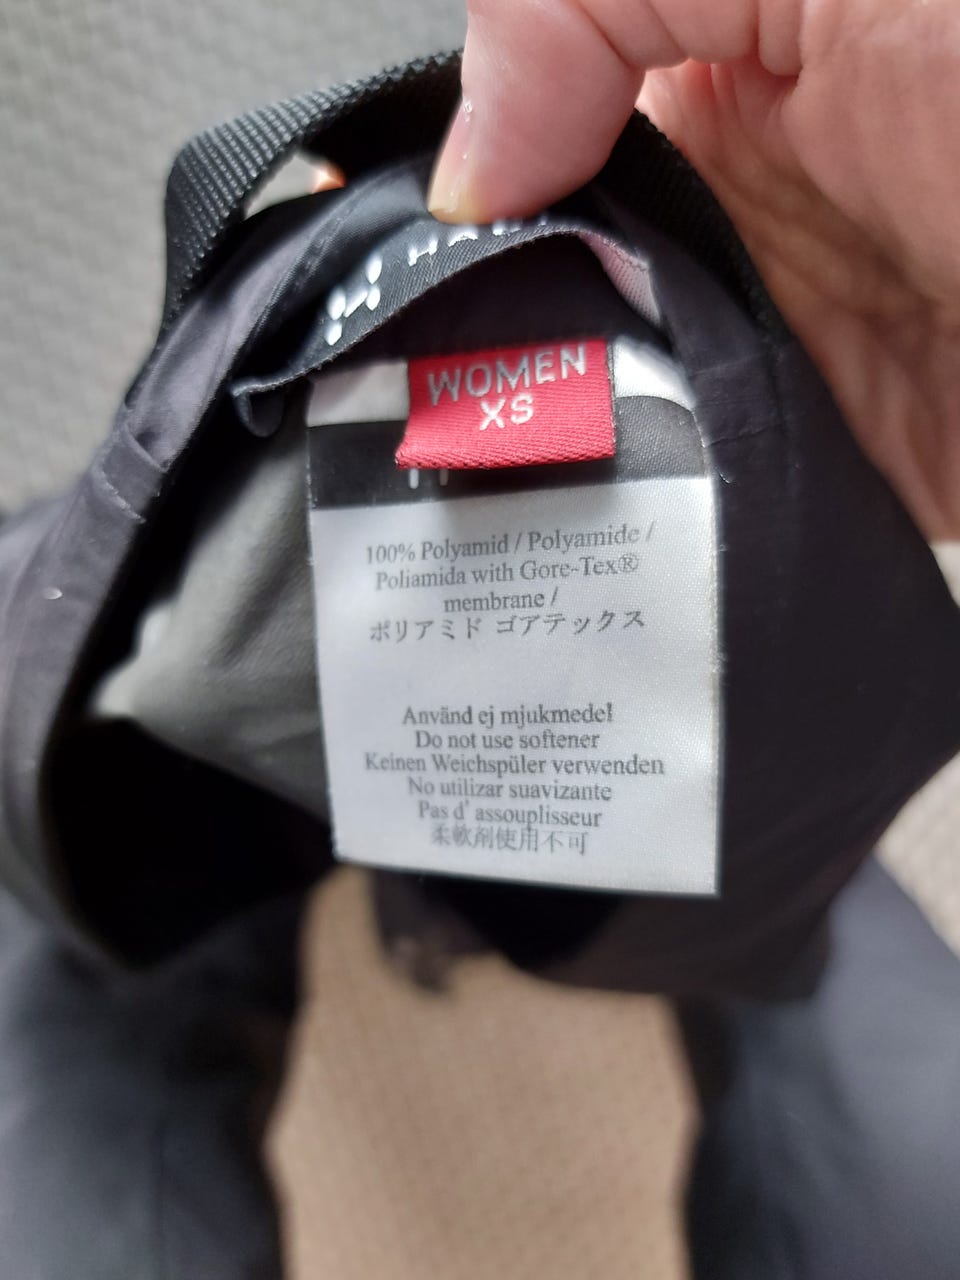 WOMEN
XS
100% Polyamid / Polyamide /
Poliamida with Gore-Tex®
membrane /
ポリアミド ゴアテックス
Använd ej mjukmedel
Do not use softener
Keinen Weichspüler verwenden
No utilizar suavizante
Pas d' assouplisseur
柔軟剤使用不可